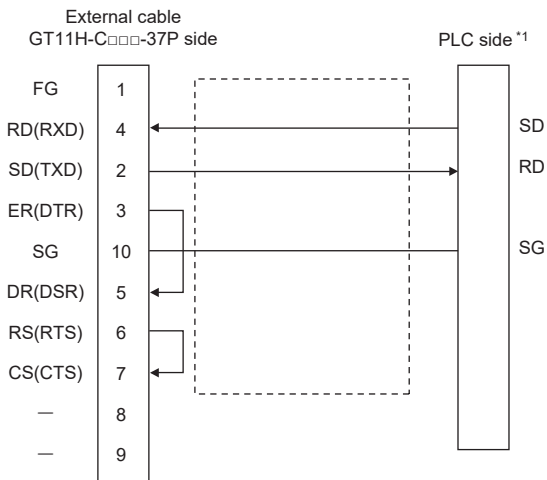 External cable
GT11H-C□□□-37P side
PLC side *1
FG 1
RD(RXD) 4 SD
SD(TXD) 2 RD
ER(DTR) 3
SG 10 SG
DR(DSR) 5
RS(RTS) 6
CS(CTS) 7
— 8
— 9